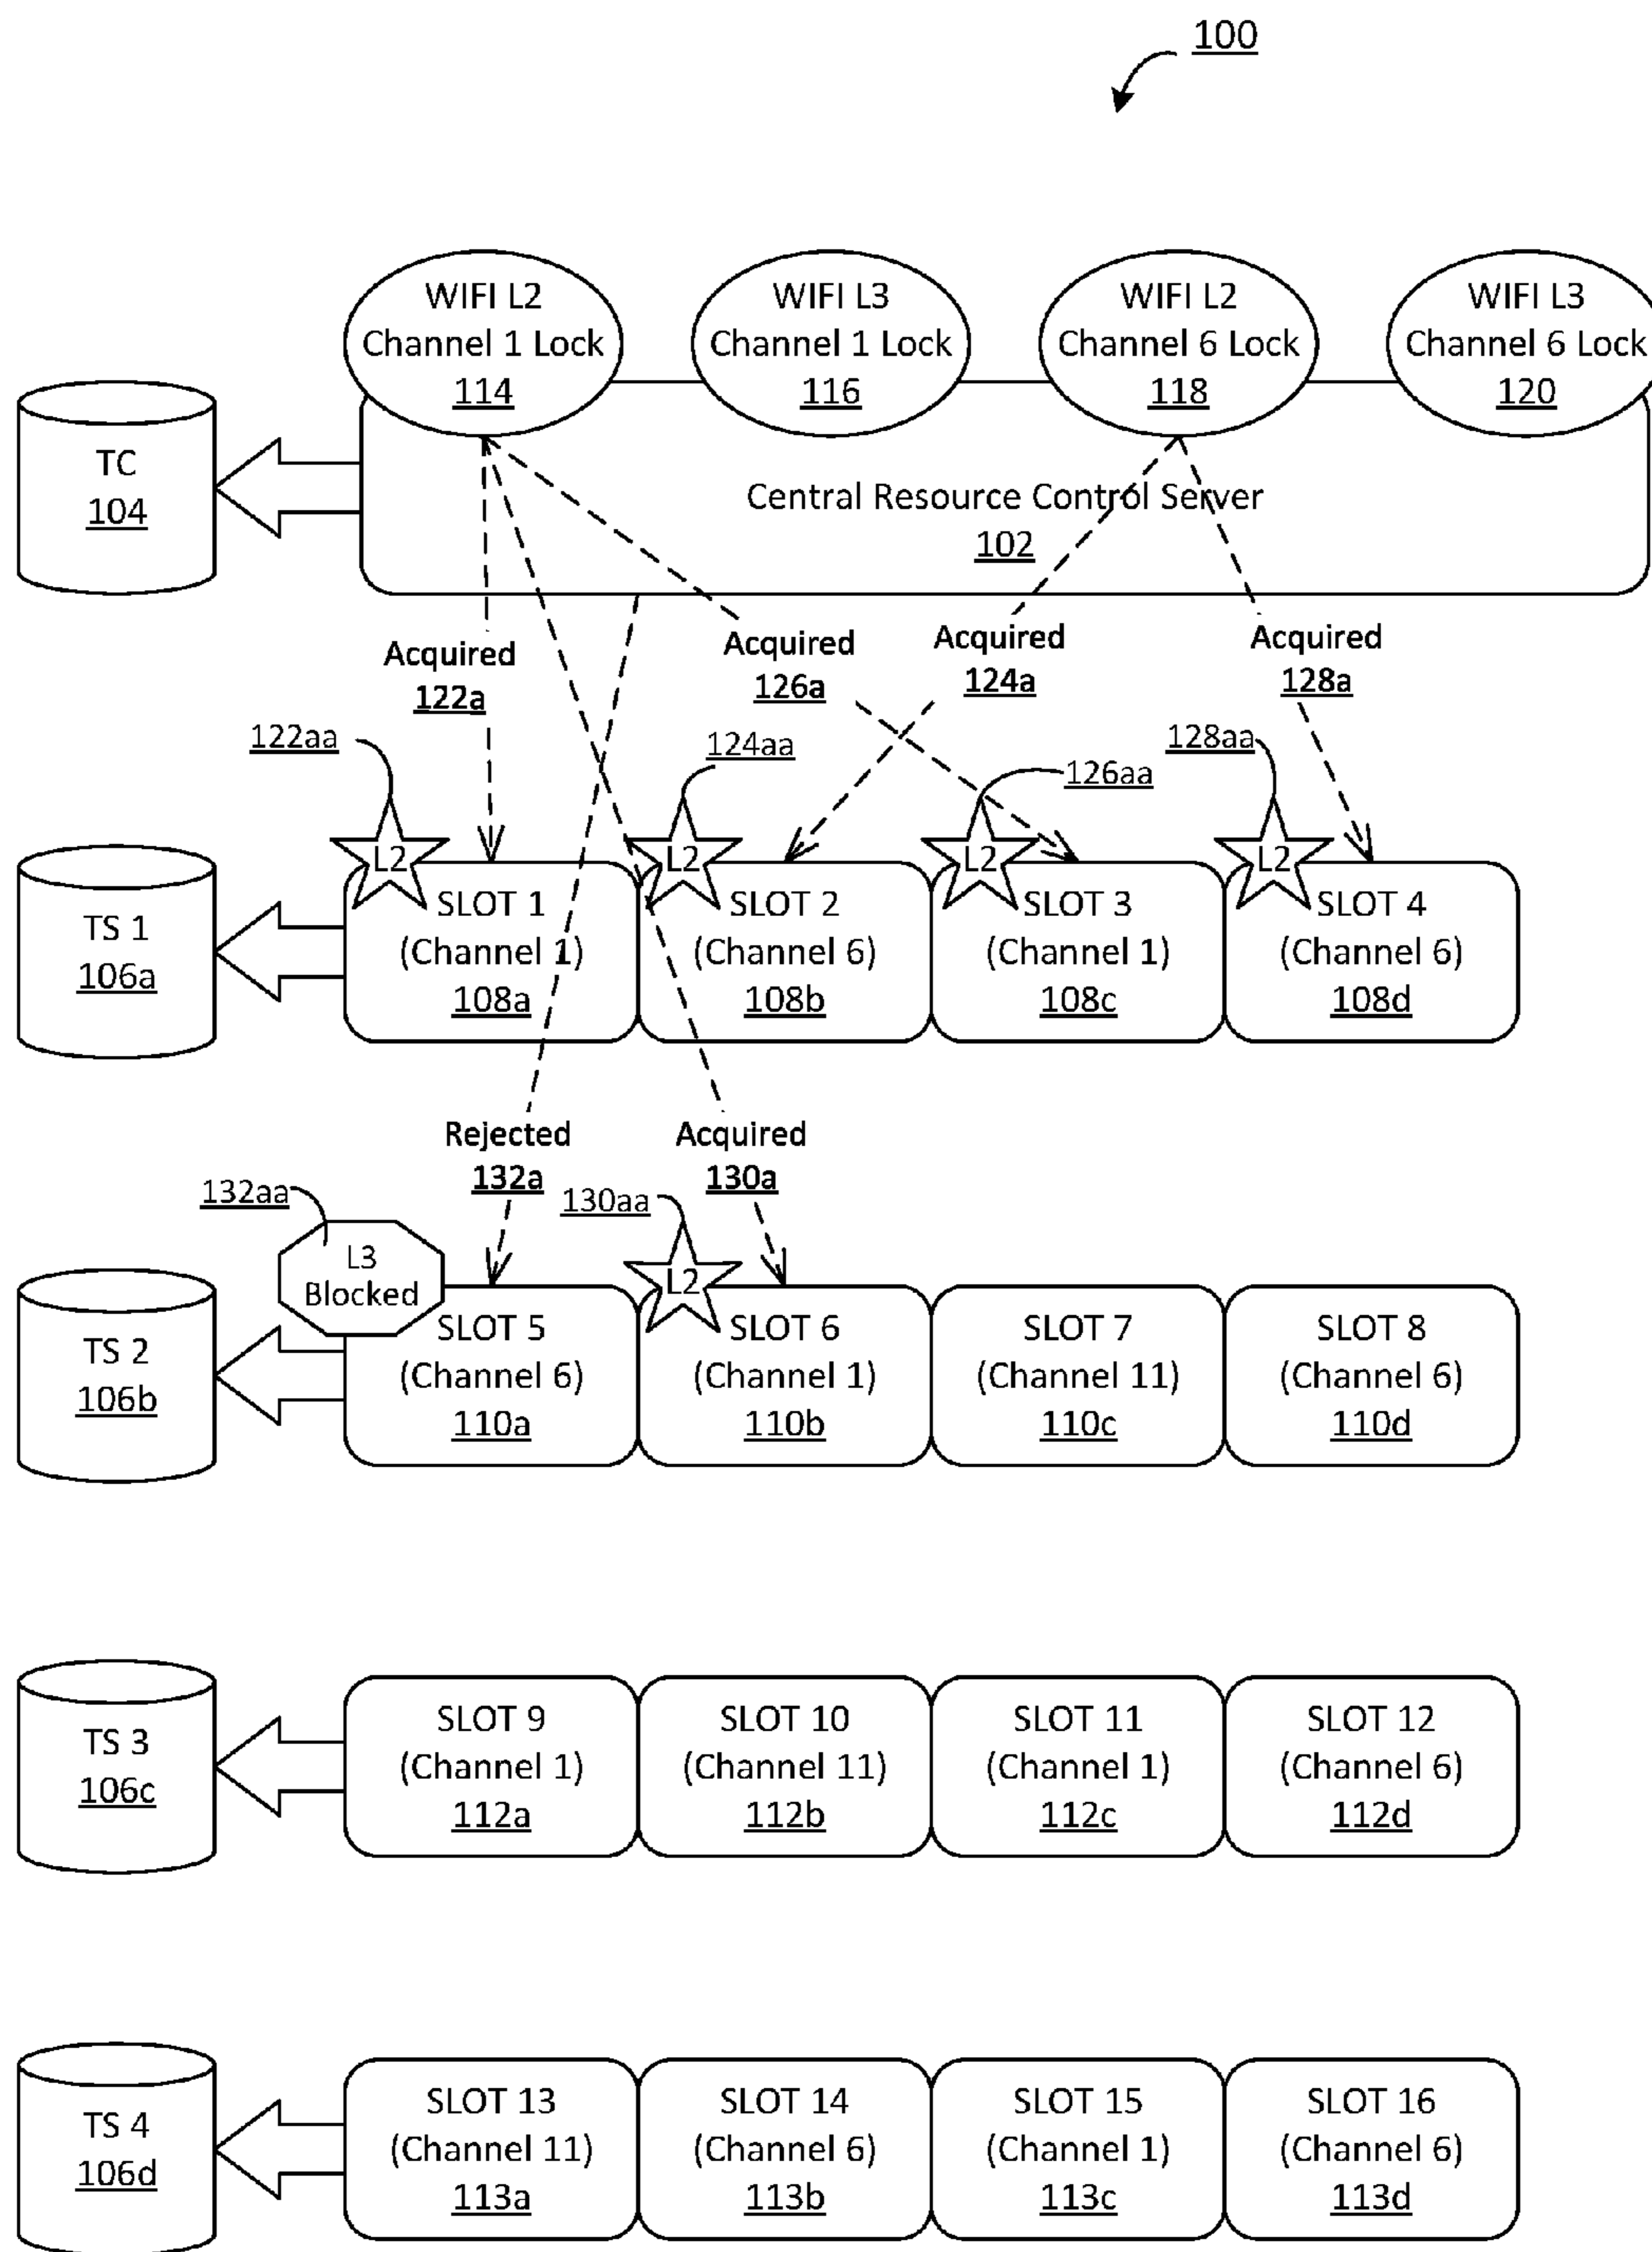 100
WIFI L2
Channel 1 Lock
114
WIFI L3
Channel 1 Lock
116
WIFI L2
Channel 6 Lock
118
WIFI L3
Channel 6 Lock
120
TC
104
Central Resource Control Server
102
Acquired
122a
Acquired
126a
Acquired
124a
Acquired
128a
122aa
124aa
126aa
128aa
TS 1
106a
L2
SLOT 1
(Channel 1)
108a
L2
SLOT 2
(Channel 6)
108b
L2
SLOT 3
(Channel 1)
108c
L2
SLOT 4
(Channel 6)
108d
Rejected
132a
Acquired
130a
132aa
130aa
TS 2
106b
L3
Blocked
SLOT 5
(Channel 6)
110a
L2
SLOT 6
(Channel 1)
110b
SLOT 7
(Channel 11)
110c
SLOT 8
(Channel 6)
110d
TS 3
106c
SLOT 9
(Channel 1)
112a
SLOT 10
(Channel 11)
112b
SLOT 11
(Channel 1)
112c
SLOT 12
(Channel 6)
112d
TS 4
106d
SLOT 13
(Channel 11)
113a
SLOT 14
(Channel 6)
113b
SLOT 15
(Channel 1)
113c
SLOT 16
(Channel 6)
113d